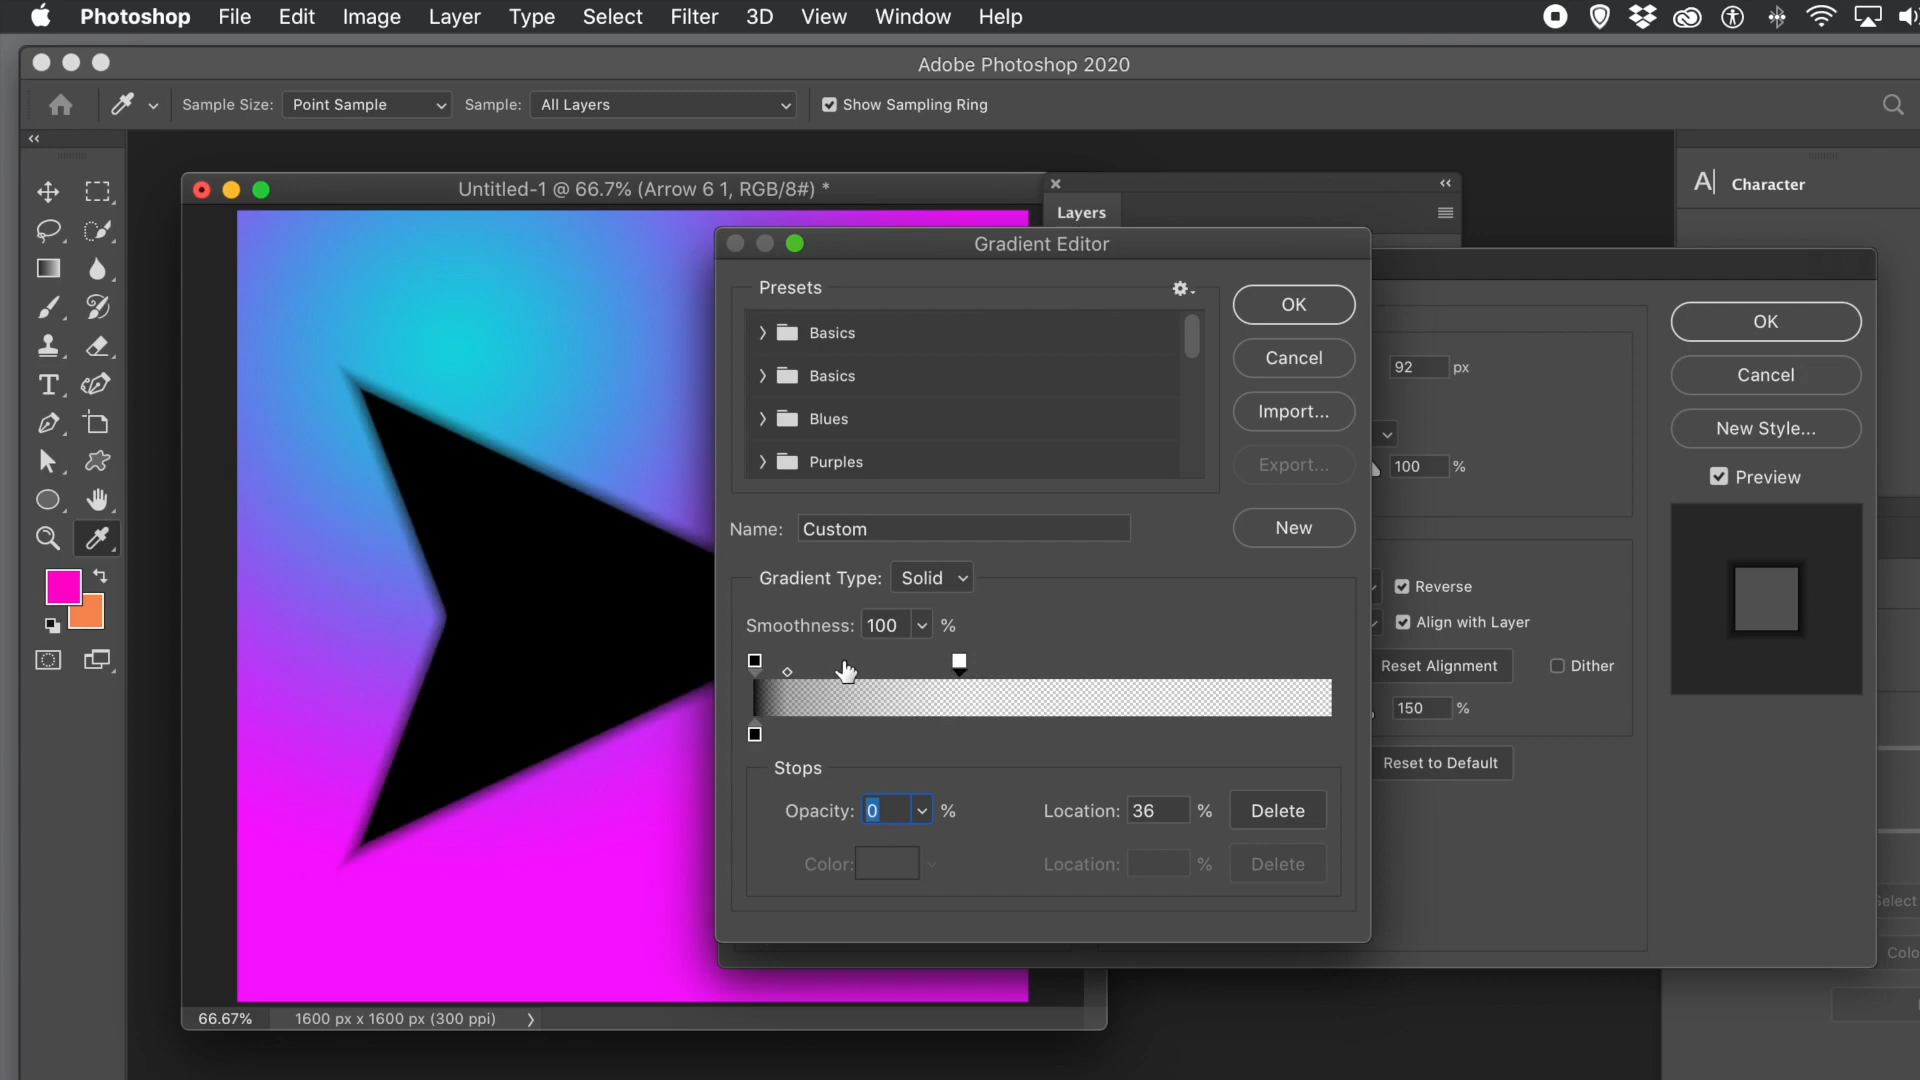 Photoshop File Edit Image Layer Type Select Filter 3D View Window Help
Adobe Photoshop 2020
Sample Size: Point Sample Sample: All Layers Show Sampling Ring
Untitled-1 @ 66.7% (Arrow 6 1, RGB/8#) *
Layers
A| Character
Gradient Editor
Presets
Basics
Basics
Blues
Purples
OK
Cancel
Import...
Export...
Name: Custom
New
Gradient Type: Solid
Smoothness: 100 %
Stops
Opacity: 0 % Location: 36 % Delete
Color: Location: % Delete
92 px
100 %
Reverse
Align with Layer
Reset Alignment Dither
150 %
Reset to Default
OK
Cancel
New Style...
Preview
T
66.67% 1600 px x 1600 px (300 ppi)